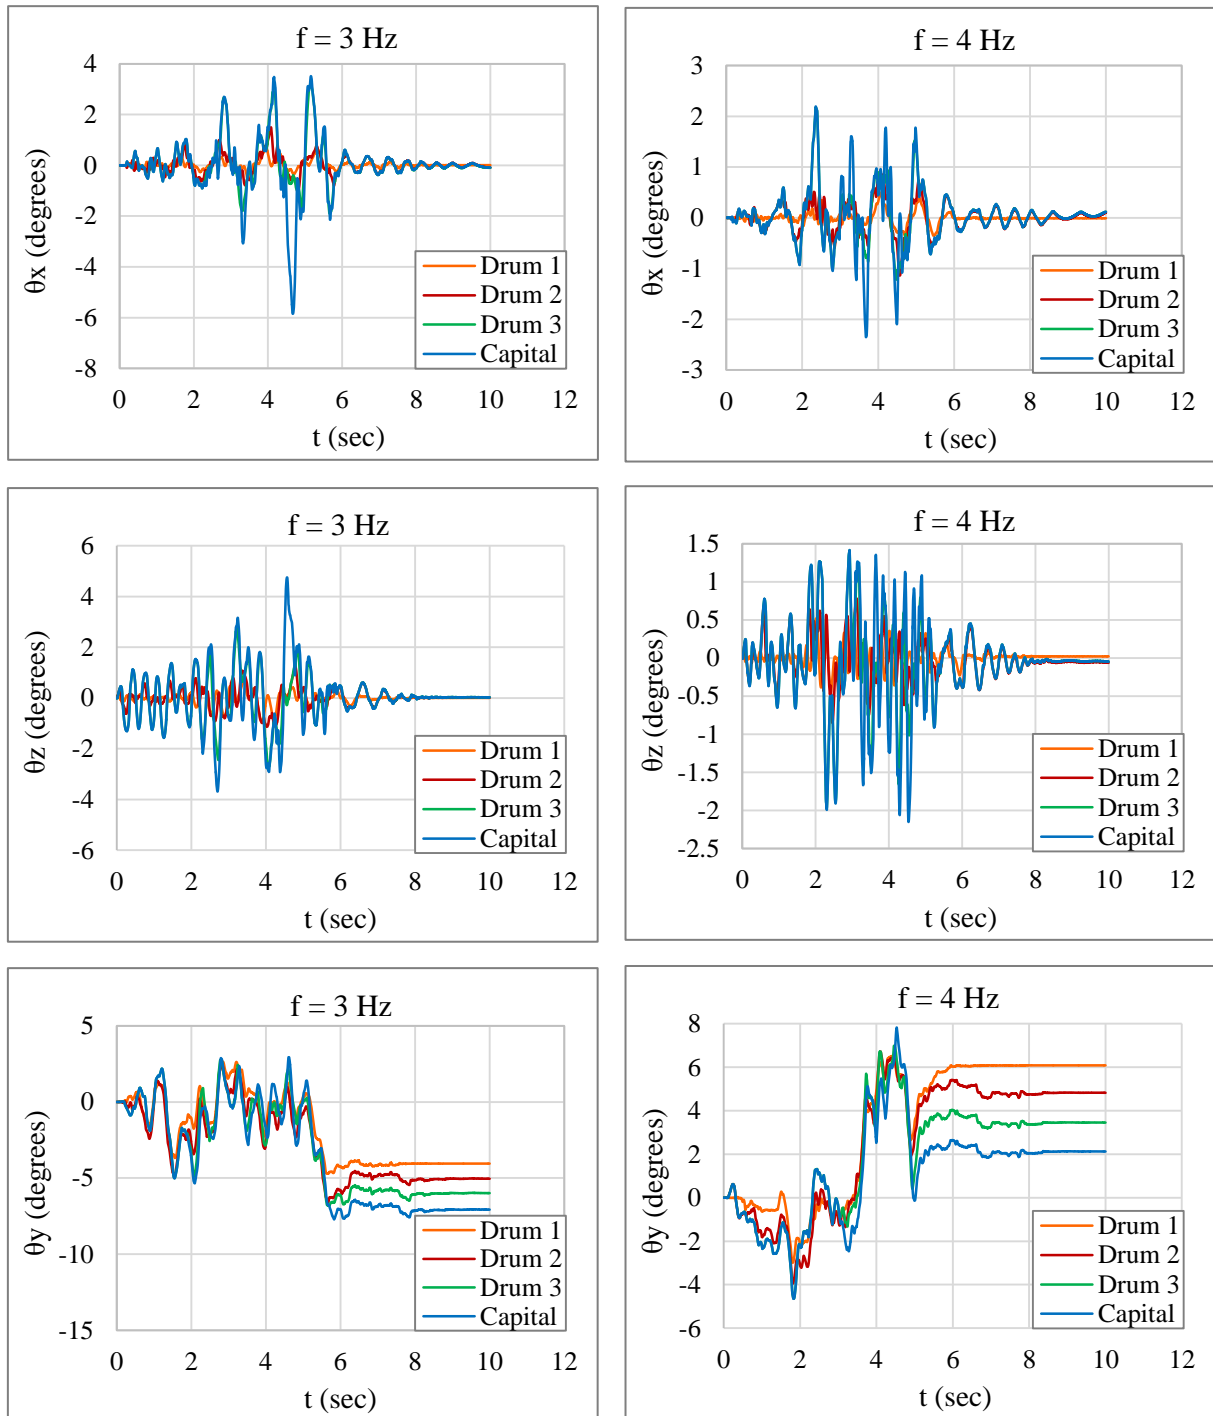 f = 3 Hz
4
2
0
-2
-4
-6
-8
θx (degrees)
0 2 4 6 8 10 12
t (sec)
Drum 1
Drum 2
Drum 3
Capital
f = 4 Hz
3
2
1
0
-1
-2
-3
θx (degrees)
0 2 4 6 8 10 12
t (sec)
Drum 1
Drum 2
Drum 3
Capital
f = 3 Hz
6
4
2
0
-2
-4
-6
θz (degrees)
0 2 4 6 8 10 12
t (sec)
Drum 1
Drum 2
Drum 3
Capital
f = 4 Hz
1.5
1
0.5
0
-0.5
-1
-1.5
-2
-2.5
θz (degrees)
0 2 4 6 8 10 12
t (sec)
Drum 1
Drum 2
Drum 3
Capital
f = 3 Hz
5
0
-5
-10
-15
θy (degrees)
0 2 4 6 8 10 12
t (sec)
Drum 1
Drum 2
Drum 3
Capital
f = 4 Hz
8
6
4
2
0
-2
-4
-6
θy (degrees)
0 2 4 6 8 10 12
t (sec)
Drum 1
Drum 2
Drum 3
Capital